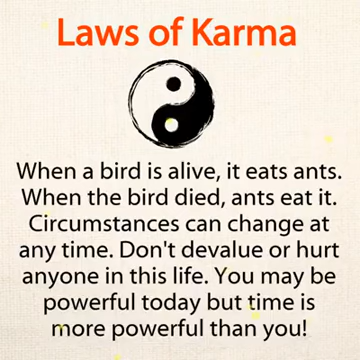 Laws of Karma
When a bird is alive, it eats ants.
When the bird died, ants eat it.
Circumstances can change at
any time. Don't devalue or hurt
anyone in this life. You may be
powerful today but time is
more powerful than you!